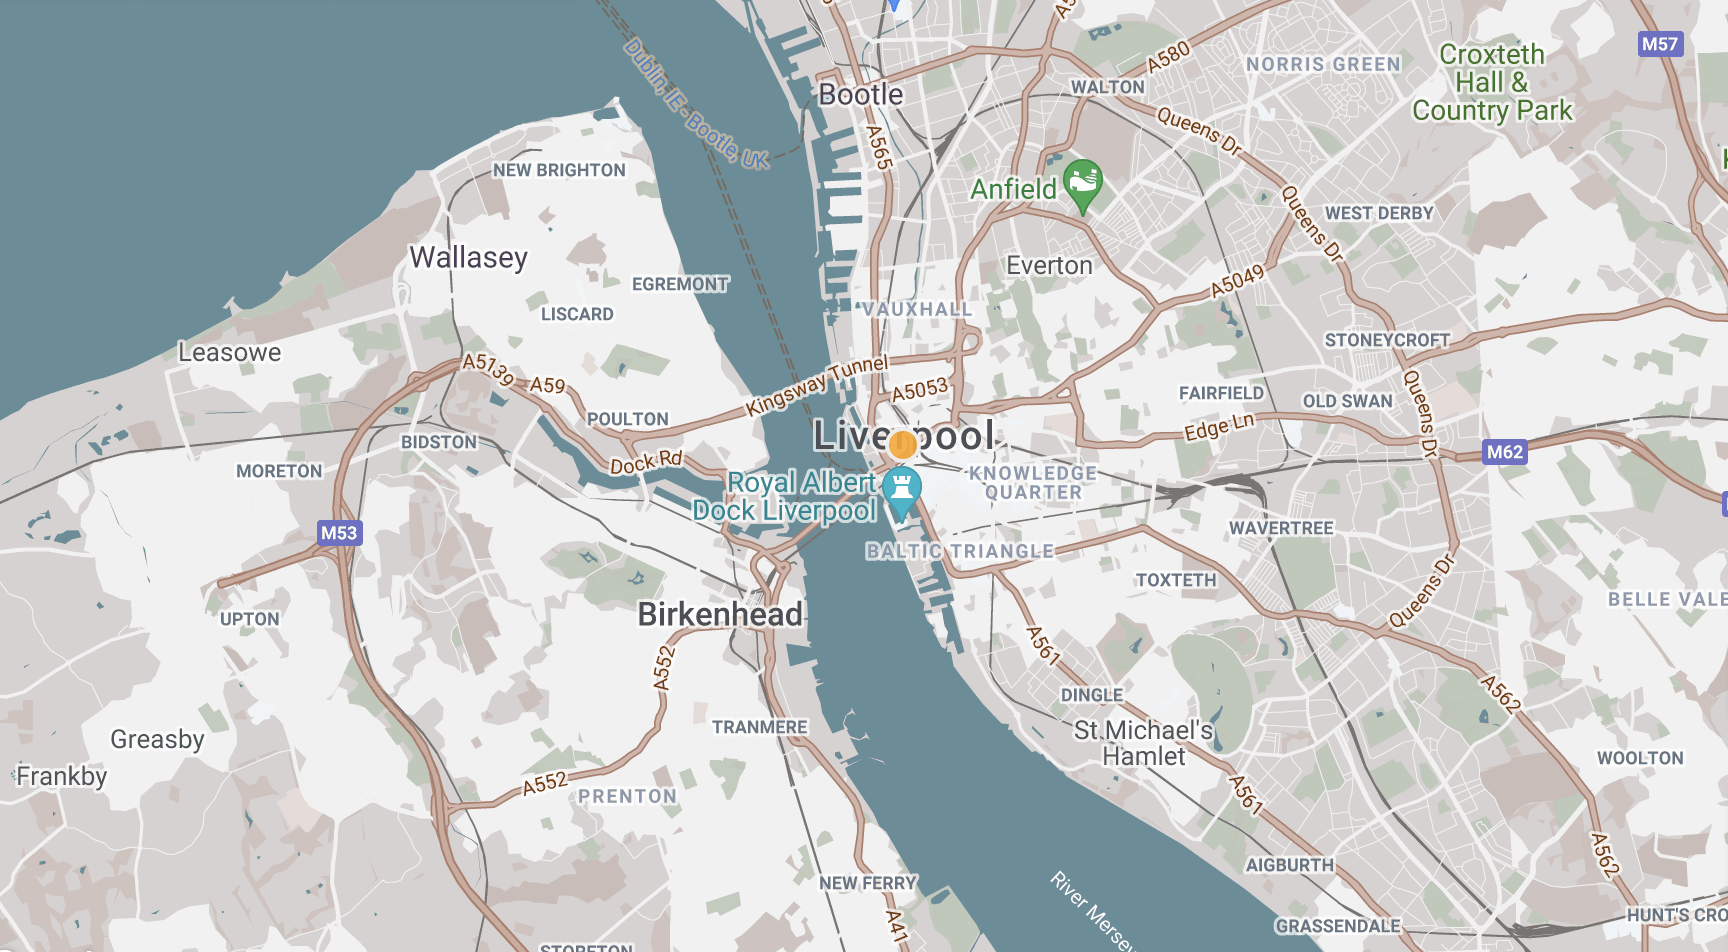 M57
Croxteth
Hall &
Country Park
NORRIS GREEN
A580
WALTON
Bootle
Dublin, IE - Bootle, UK
A565
Queens Dr
NEW BRIGHTON
Anfield
WEST DERBY
Queens Dr
Wallasey
Everton
EGREMONT
A5049
LISCARD
VAUXHALL
STONEYCROFT
Leasowe
A5139
A59
Kingsway Tunnel
A5053
FAIRFIELD
OLD SWAN
Queens Dr
POULTON
Edge Ln
Liverpool
BIDSTON
M62
MORETON
Dock Rd
KNOWLEDGE
QUARTER
Royal Albert
Dock Liverpool
M53
WAVERTREE
BALTIC TRIANGLE
TOXTETH
Queens Dr
BELLE VALE
UPTON
Birkenhead
A561
A552
DINGLE
A562
TRANMERE
St Michael's
Hamlet
Greasby
WOOLTON
Frankby
A552
PRENTON
A561
A562
AIGBURTH
NEW FERRY
River Mersey
A41
HUNT'S CRO
GRASSENDALE
STORETON